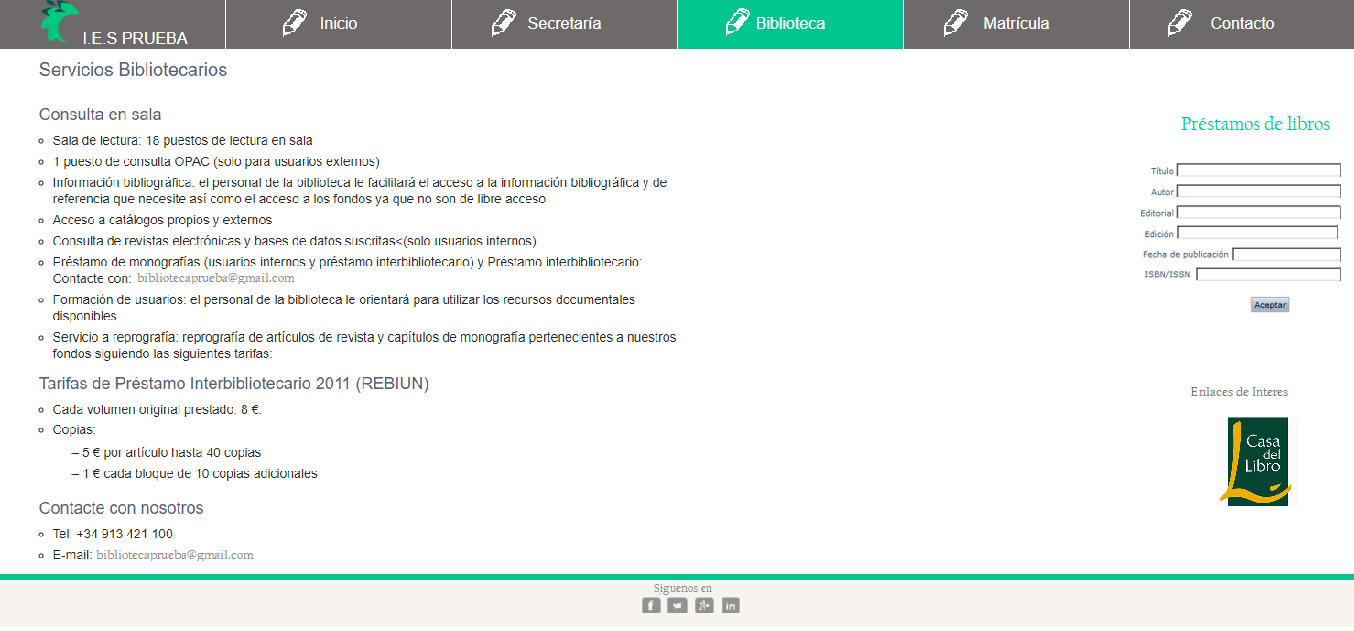 I.E.S PRUEBA
Inicio
Secretaría
Biblioteca
Matrícula
Contacto
Servicios Bibliotecarios
Consulta en sala
Sala de lectura: 18 puestos de lectura en sala
1 puesto de consulta OPAC (solo para usuarios externos)
Información bibliográfica: el personal de la biblioteca le facilitará el acceso a la información bibliográfica y de
referencia que necesite así como el acceso a los fondos ya que no son de libre acceso
Acceso a catálogos propios y externos
Consulta de revistas electrónicas y bases de datos suscritas<(solo usuarios internos)
Préstamo de monografías (usuarios internos y préstamo interbibliotecario) y Préstamo interbibliotecario:
Contacte con: bibliotecaprueba@gmail.com
Formación de usuarios: el personal de la biblioteca le orientará para utilizar los recursos documentales
disponibles
Servicio a reprografía: reprografía de artículos de revista y capítulos de monografía pertenecientes a nuestros
fondos siguiendo las siguientes tarifas:
Tarifas de Préstamo Interbibliotecario 2011 (REBIUN)
Cada volumen original prestado: 8 €.
Copias:
– 5 € por artículo hasta 40 copias
– 1 € cada bloque de 10 copias adicionales
Contacte con nosotros
Tel: +34 913 421 100
E-mail: bibliotecaprueba@gmail.com
Préstamos de libros
Título
Autor
Editorial
Edición
Fecha de publicación
ISBN/ISSN
Aceptar
Enlaces de Interes
Casa
del
Libro
Siguenos en